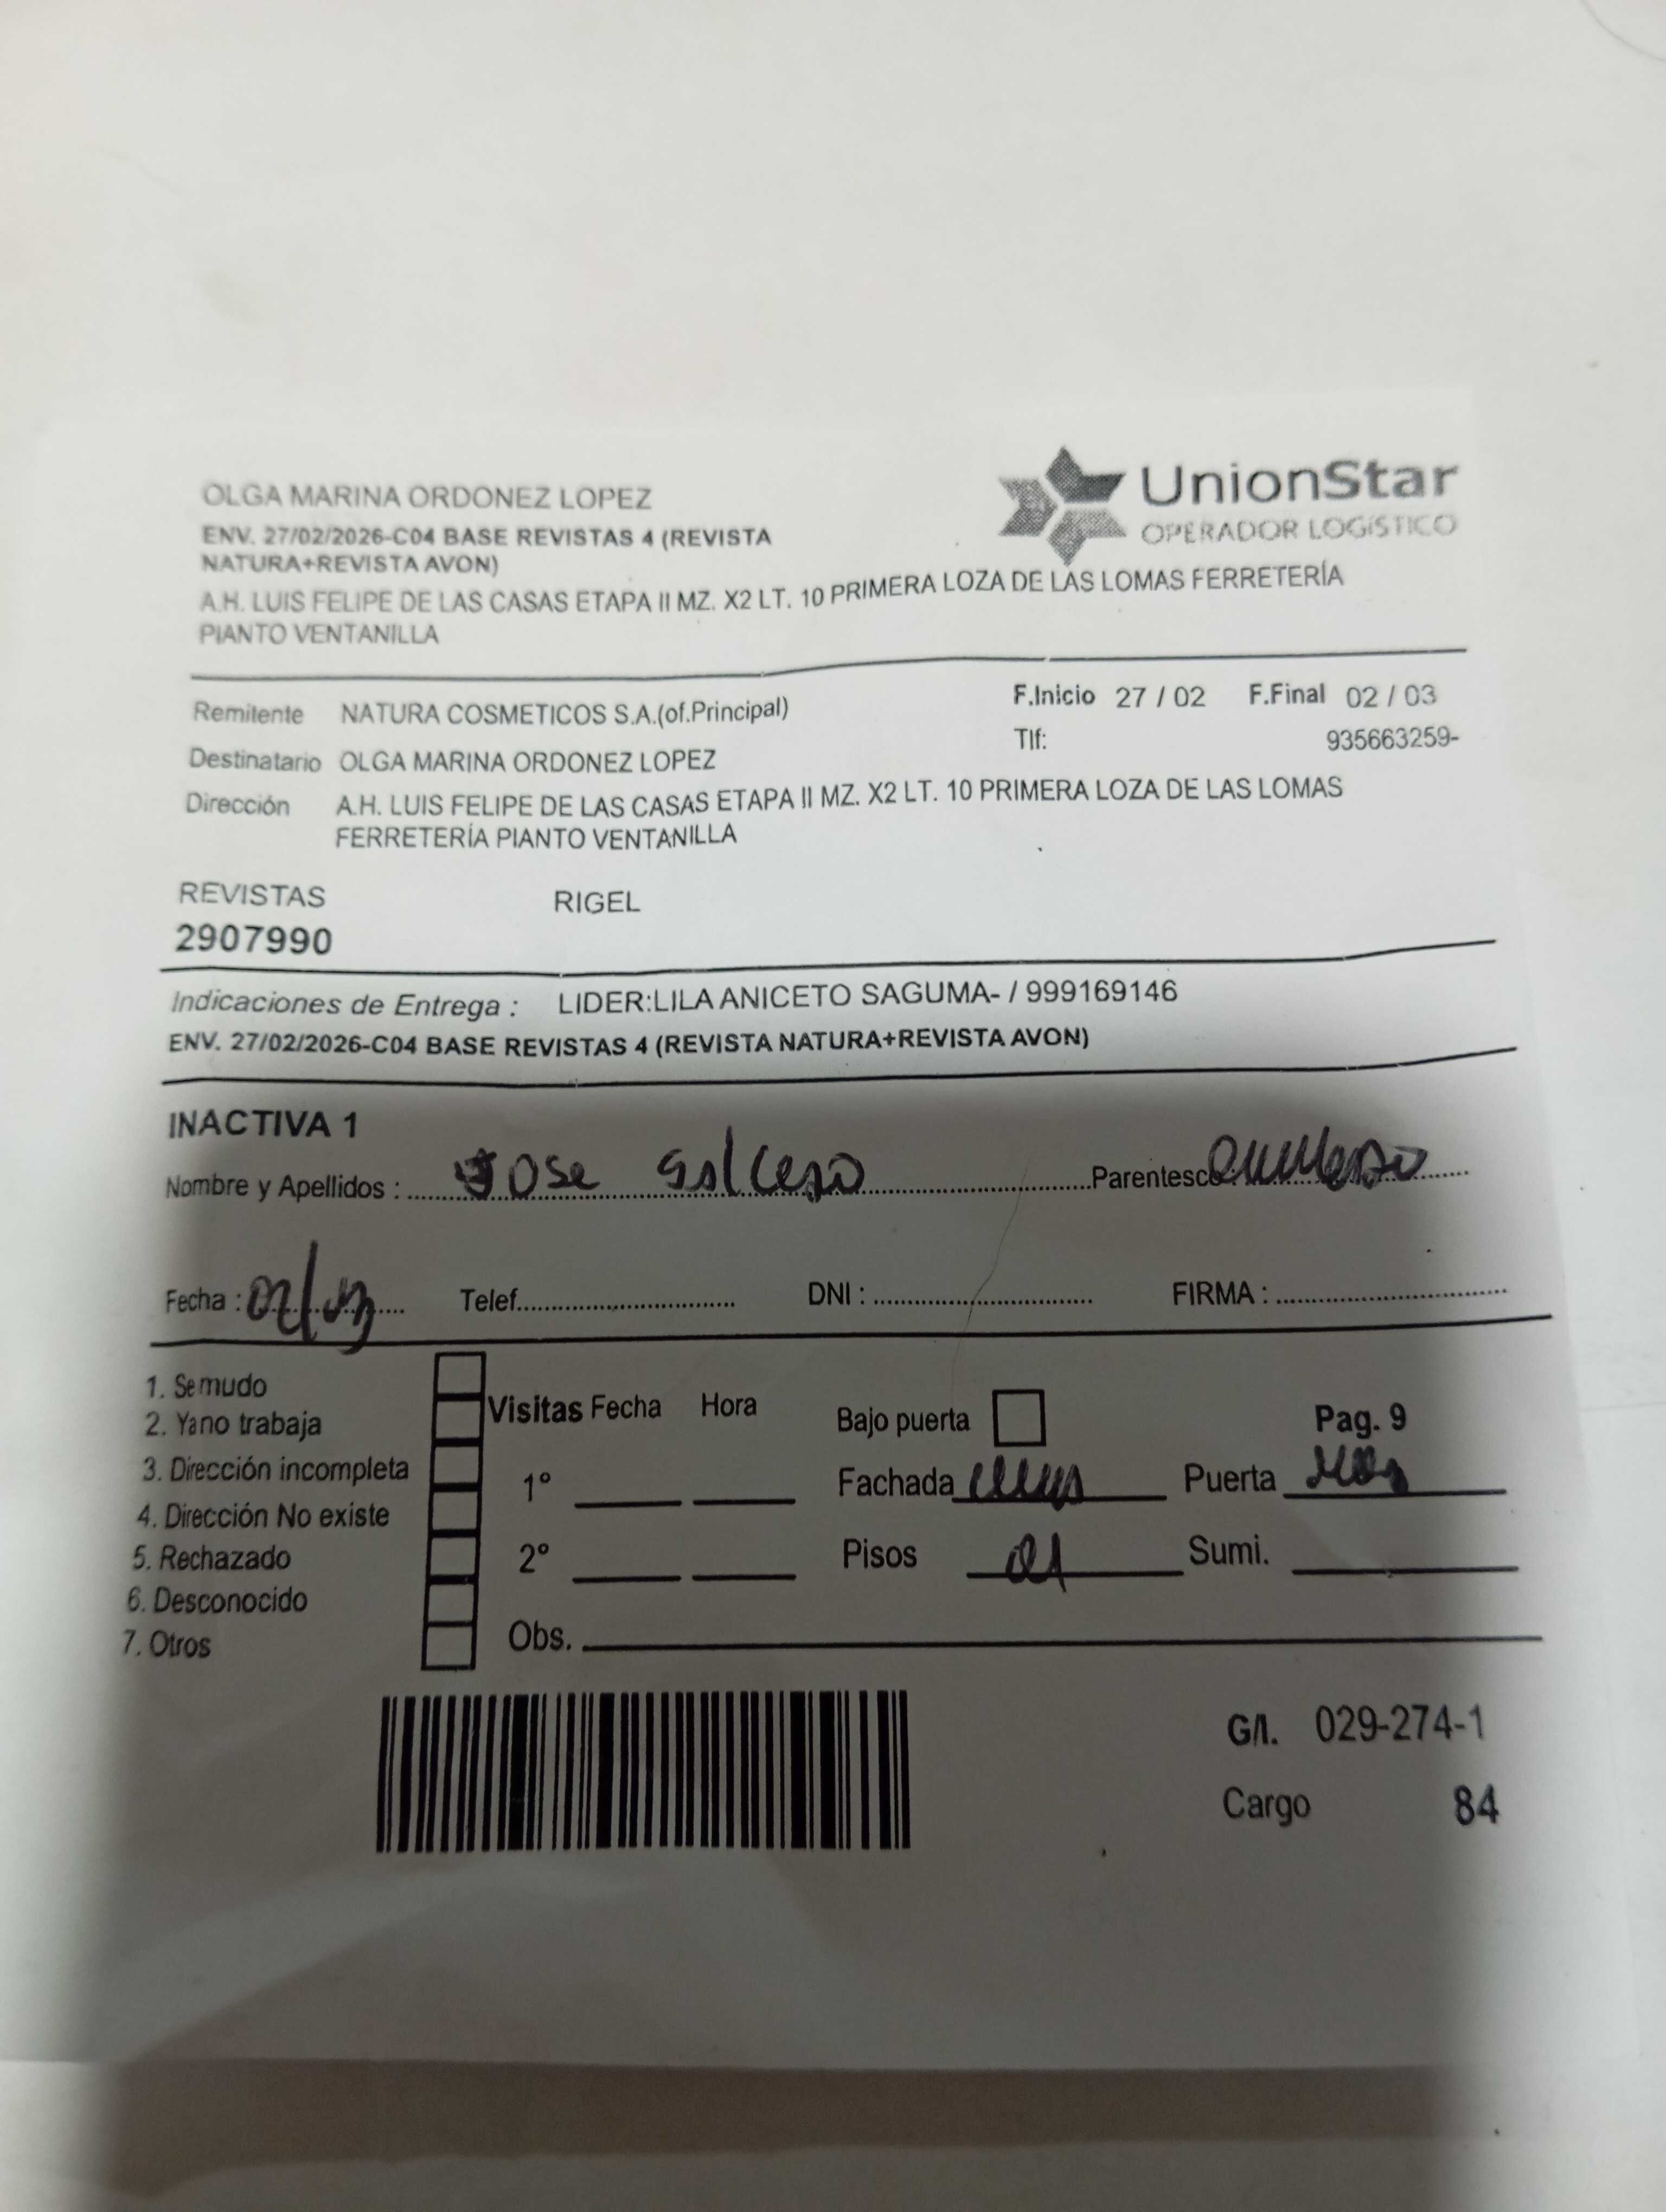 OLGA MARINA ORDONEZ LOPEZ
UnionStar
OPERADOR LOGÍSTICO
ENV. 27/02/2026-C04 BASE REVISTAS 4 (REVISTA
NATURA+REVISTA AVON)
A.H. LUIS FELIPE DE LAS CASAS ETAPA II MZ. X2 LT. 10 PRIMERA LOZA DE LAS LOMAS FERRETERÍA
PIANTO VENTANILLA
Remitente NATURA COSMETICOS S.A.(of.Principal) F.Inicio 27 / 02 F.Final 02 / 03
Tlf: 935663259-
Destinatario OLGA MARINA ORDONEZ LOPEZ
Dirección A.H. LUIS FELIPE DE LAS CASAS ETAPA II MZ. X2 LT. 10 PRIMERA LOZA DE LAS LOMAS
FERRETERÍA PIANTO VENTANILLA
REVISTAS RIGEL
2907990
Indicaciones de Entrega : LIDER:LILA ANICETO SAGUMA- / 999169146
ENV. 27/02/2026-C04 BASE REVISTAS 4 (REVISTA NATURA+REVISTA AVON)
INACTIVA 1
Nombre y Apellidos : Jose Parentesco
Fecha : 02/03 Telef. DNI : FIRMA :
1. Se mudo
2. Ya no trabaja
3. Dirección incompleta
4. Dirección No existe
5. Rechazado
6. Desconocido
7. Otros
Visitas Fecha Hora
1°
2°
Obs.
Bajo puerta Pag. 9
Fachada Puerta
Pisos 01 Sumi.
G/I. 029-274-1
Cargo 84